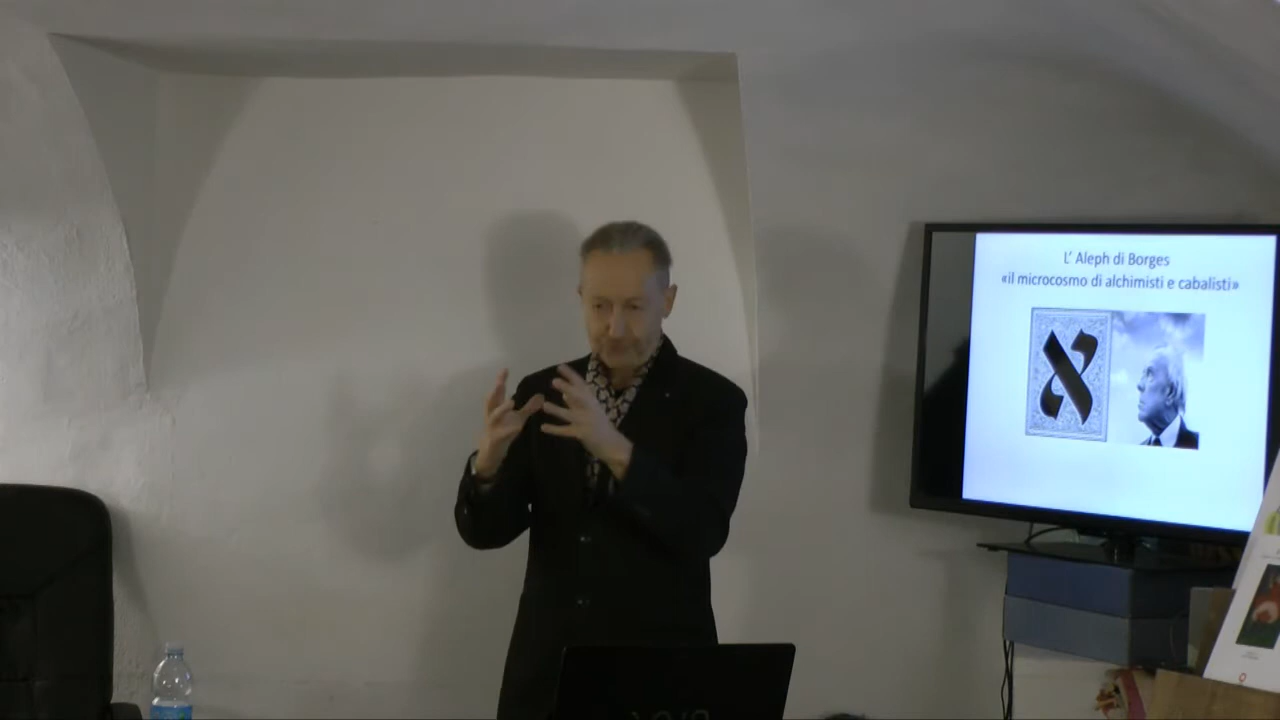 L' Aleph di Borges
«il microcosmo di alchimisti e cabalisti»
א